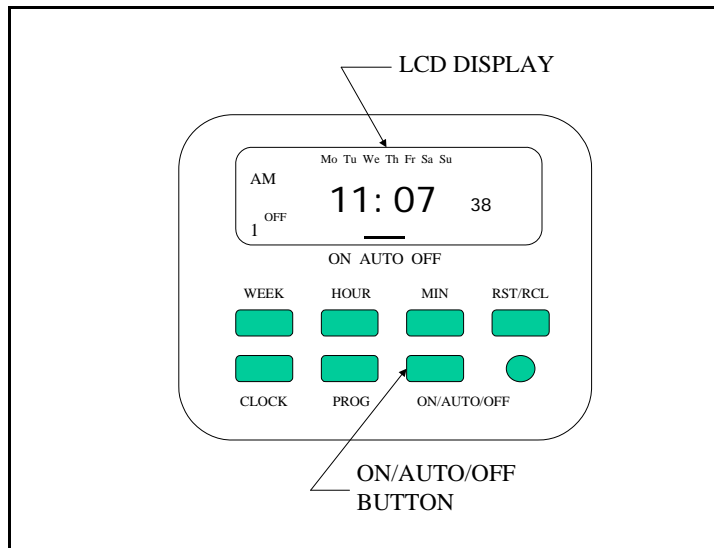 LCD DISPLAY
Mo Tu We Th Fr Sa Su
AM
11: 07 38
1 OFF
ON AUTO OFF
WEEK HOUR MIN RST/RCL
CLOCK PROG ON/AUTO/OFF
ON/AUTO/OFF
BUTTON